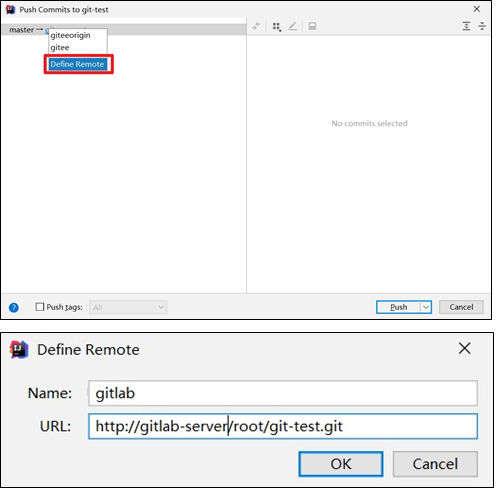 Push Commits to git-test
master →
giteeorigin
gitee
Define Remote
No commits selected
?
Push tags:
All
Push
Cancel
Define Remote
Name:
gitlab
URL:
http://gitlab-server/root/git-test.git
OK
Cancel